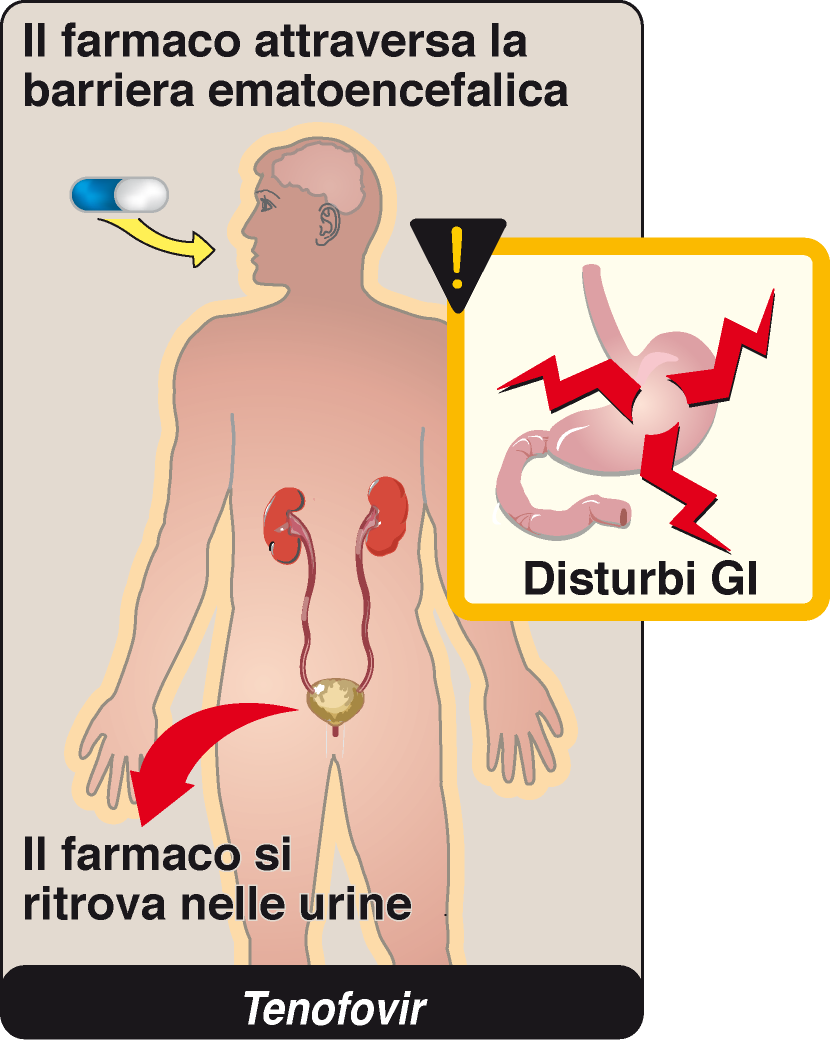 Il farmaco attraversa la
barriera ematoencefalica
!
Disturbi GI
Il farmaco si
ritrova nelle urine
Tenofovir